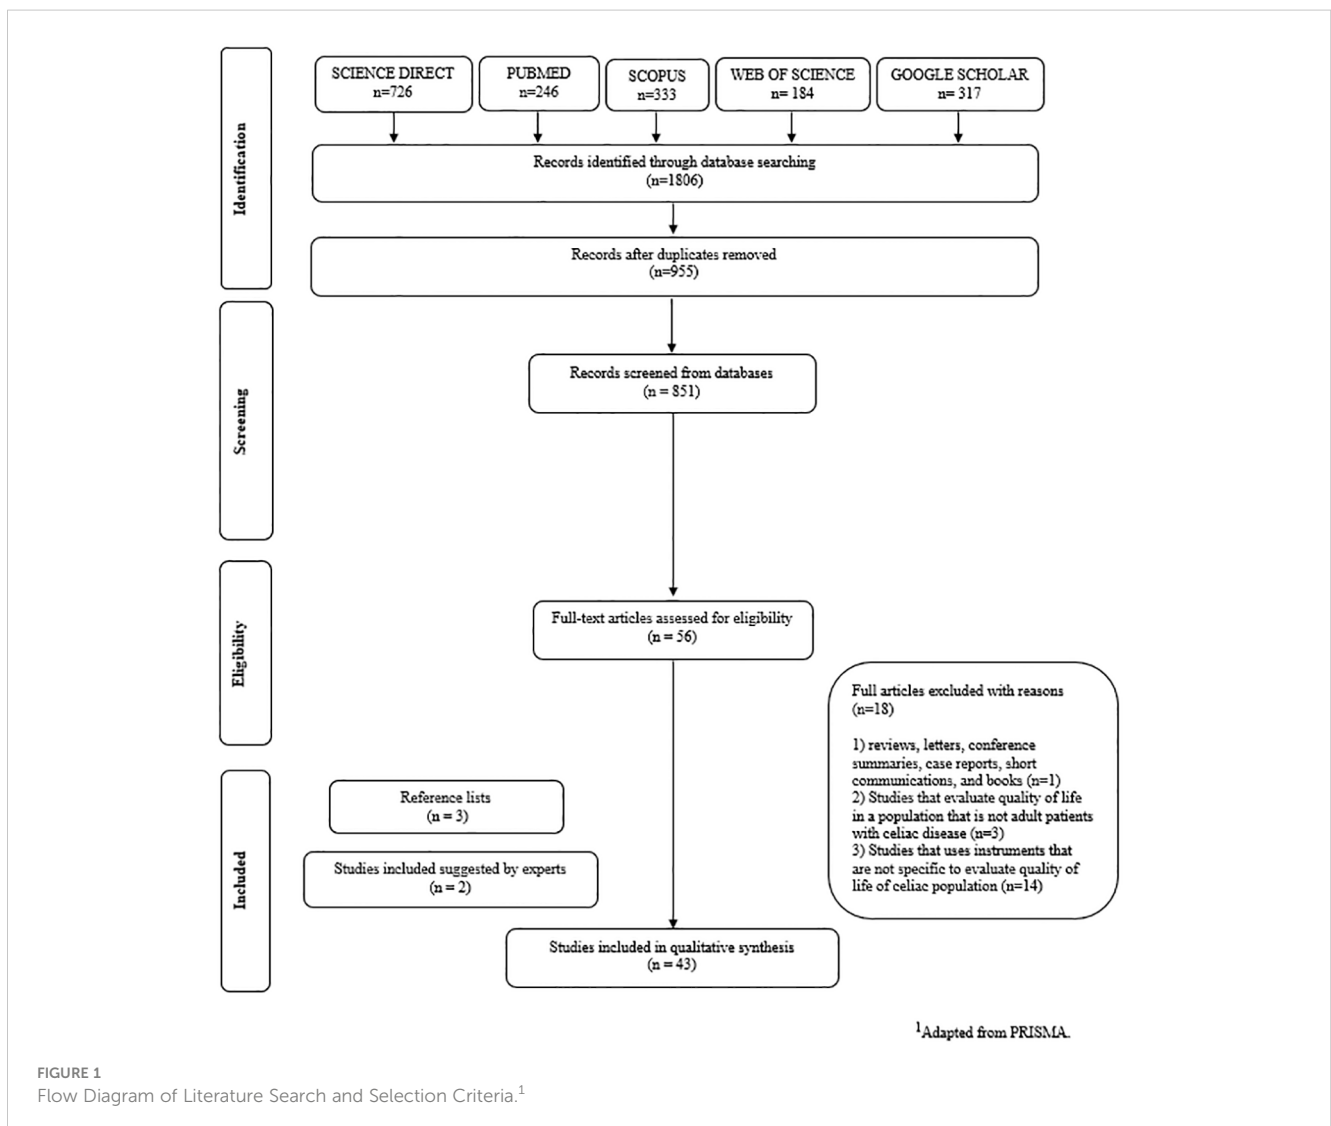 Identification
SCIENCE DIRECT
n=726
PUBMED
n=246
SCOPUS
n=333
WEB OF SCIENCE
n= 184
GOOGLE SCHOLAR
n= 317
Records identified through database searching
(n=1806)
Records after duplicates removed
(n=955)
Screening
Records screened from databases
(n = 851)
Eligibility
Full-text articles assessed for eligibility
(n = 56)
Full articles excluded with reasons
(n=18)
1) reviews, letters, conference
summaries, case reports, short
communications, and books (n=1)
2) Studies that evaluate quality of life
in a population that is not adult patients
with celiac disease (n=3)
3) Studies that uses instruments that
are not specific to evaluate quality of
life of celiac population (n=14)
Included
Reference lists
(n = 3)
Studies included suggested by experts
(n = 2)
Studies included in qualitative synthesis
(n = 43)
1Adapted from PRISMA.
FIGURE 1
Flow Diagram of Literature Search and Selection Criteria.1